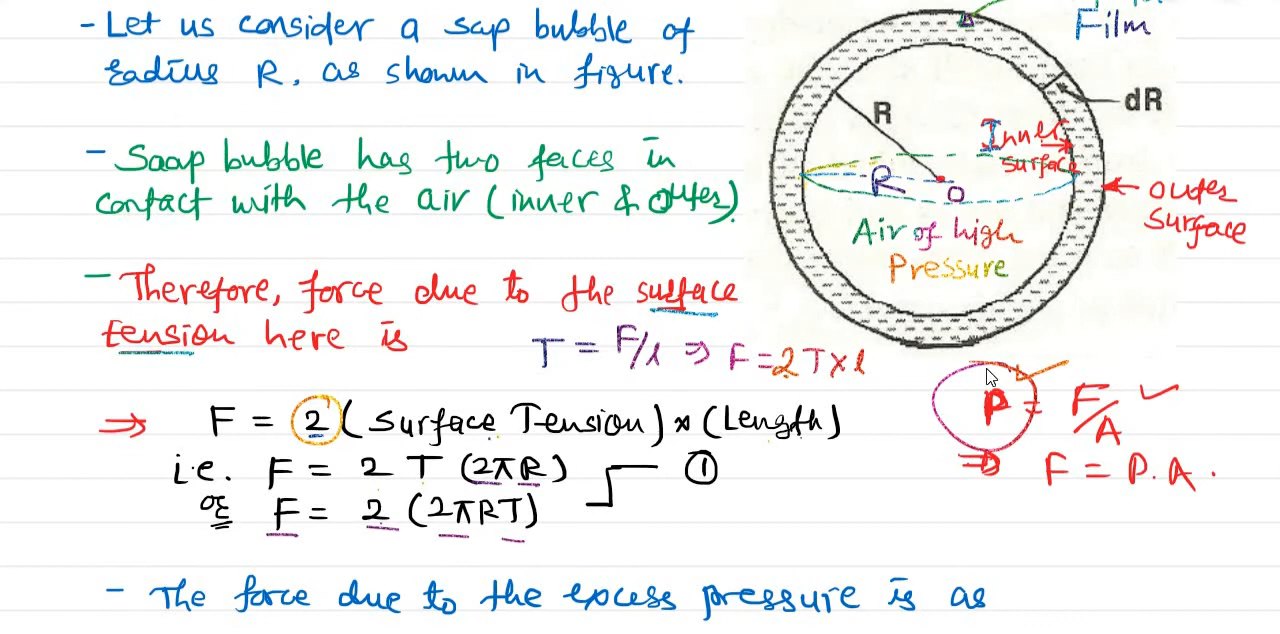 - Let us consider a sap bubble of
radius R, as shown in figure.
- Soap bubble has two faces in
contact with the air (inner & outer)
- Therefore, force due to the surface
tension here is
T = F/l ⇒ F = 2T×l
⇒ F = 2 (Surface Tension) × (Length)
i.e. F = 2 T (2πR)
or F = 2 (2πRT)
①
- The force due to the excess pressure is as
Film
dR
R
Inner
surface
R
O
outer
surface
Air of high
Pressure
P = F/A ✓
⇒ F = P.A.